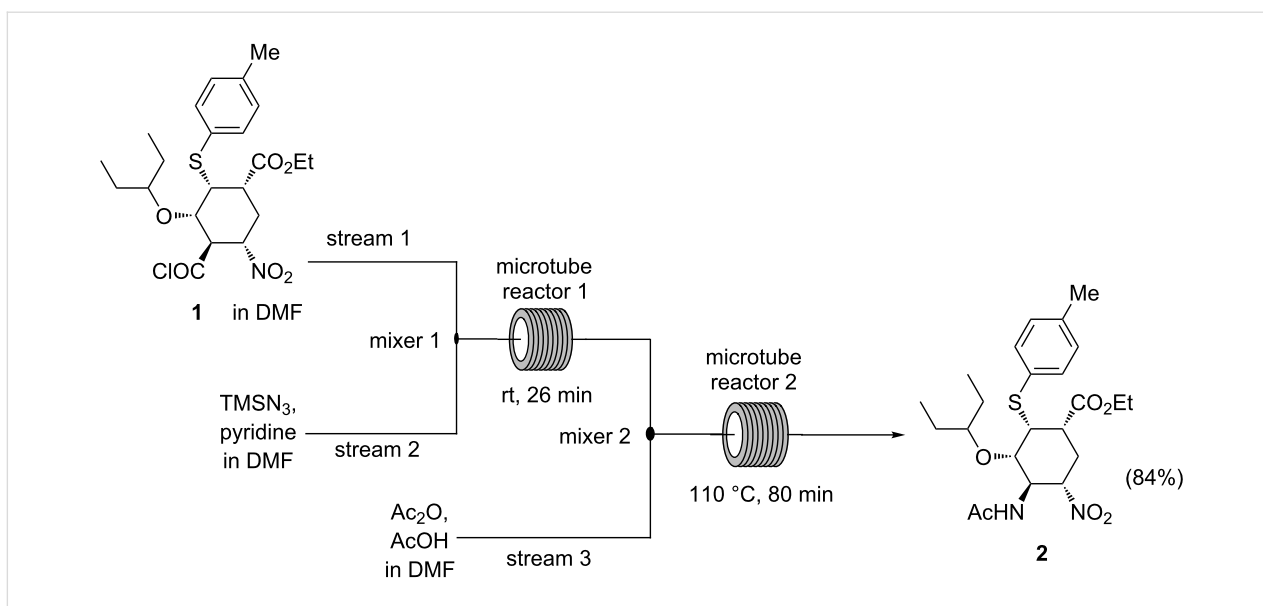 Me
S
CO2Et
O
ClOC
NO2
1 in DMF
stream 1
microtube
reactor 1
mixer 1
rt, 26 min
TMSN3,
pyridine
in DMF
stream 2
mixer 2
microtube
reactor 2
110 °C, 80 min
Ac2O,
AcOH
in DMF
stream 3
Me
S
CO2Et
O
(84%)
AcHN
NO2
2